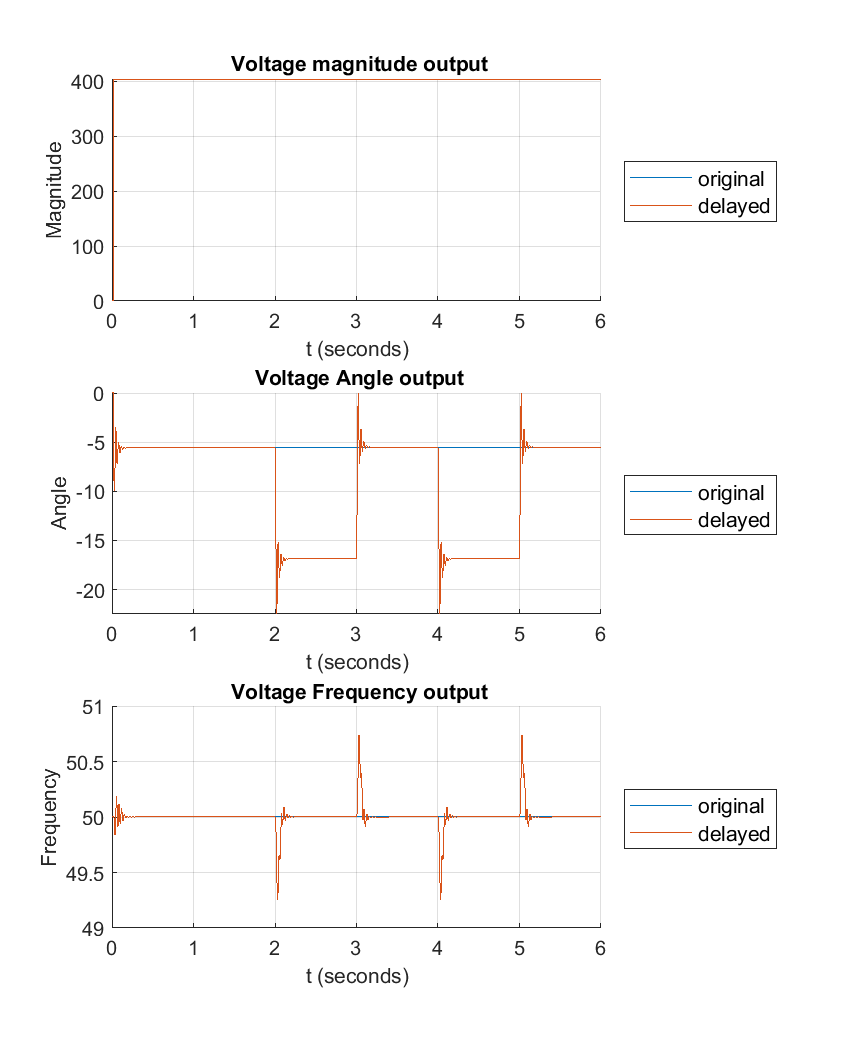 Voltage magnitude output
Magnitude
400
300
200
100
0
0 1 2 3 4 5 6
t (seconds)
original
delayed
Voltage Angle output
Angle
0
-5
-10
-15
-20
0 1 2 3 4 5 6
t (seconds)
original
delayed
Voltage Frequency output
Frequency
51
50.5
50
49.5
49
0 1 2 3 4 5 6
t (seconds)
original
delayed